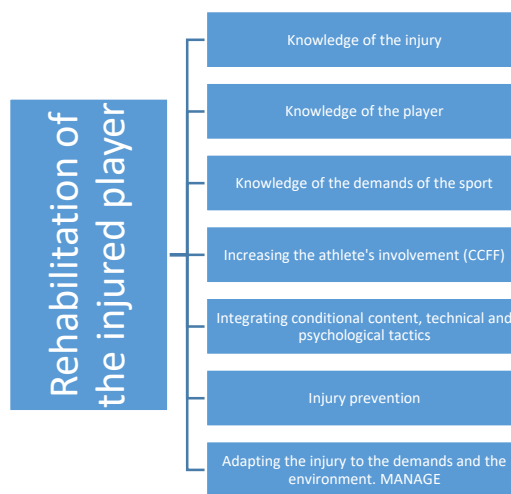 Rehabilitation of
the injured player
Knowledge of the injury
Knowledge of the player
Knowledge of the demands of the sport
Increasing the athlete's involvement (CCFF)
Integrating conditional content, technical and
psychological tactics
Injury prevention
Adapting the injury to the demands and the
environment. MANAGE